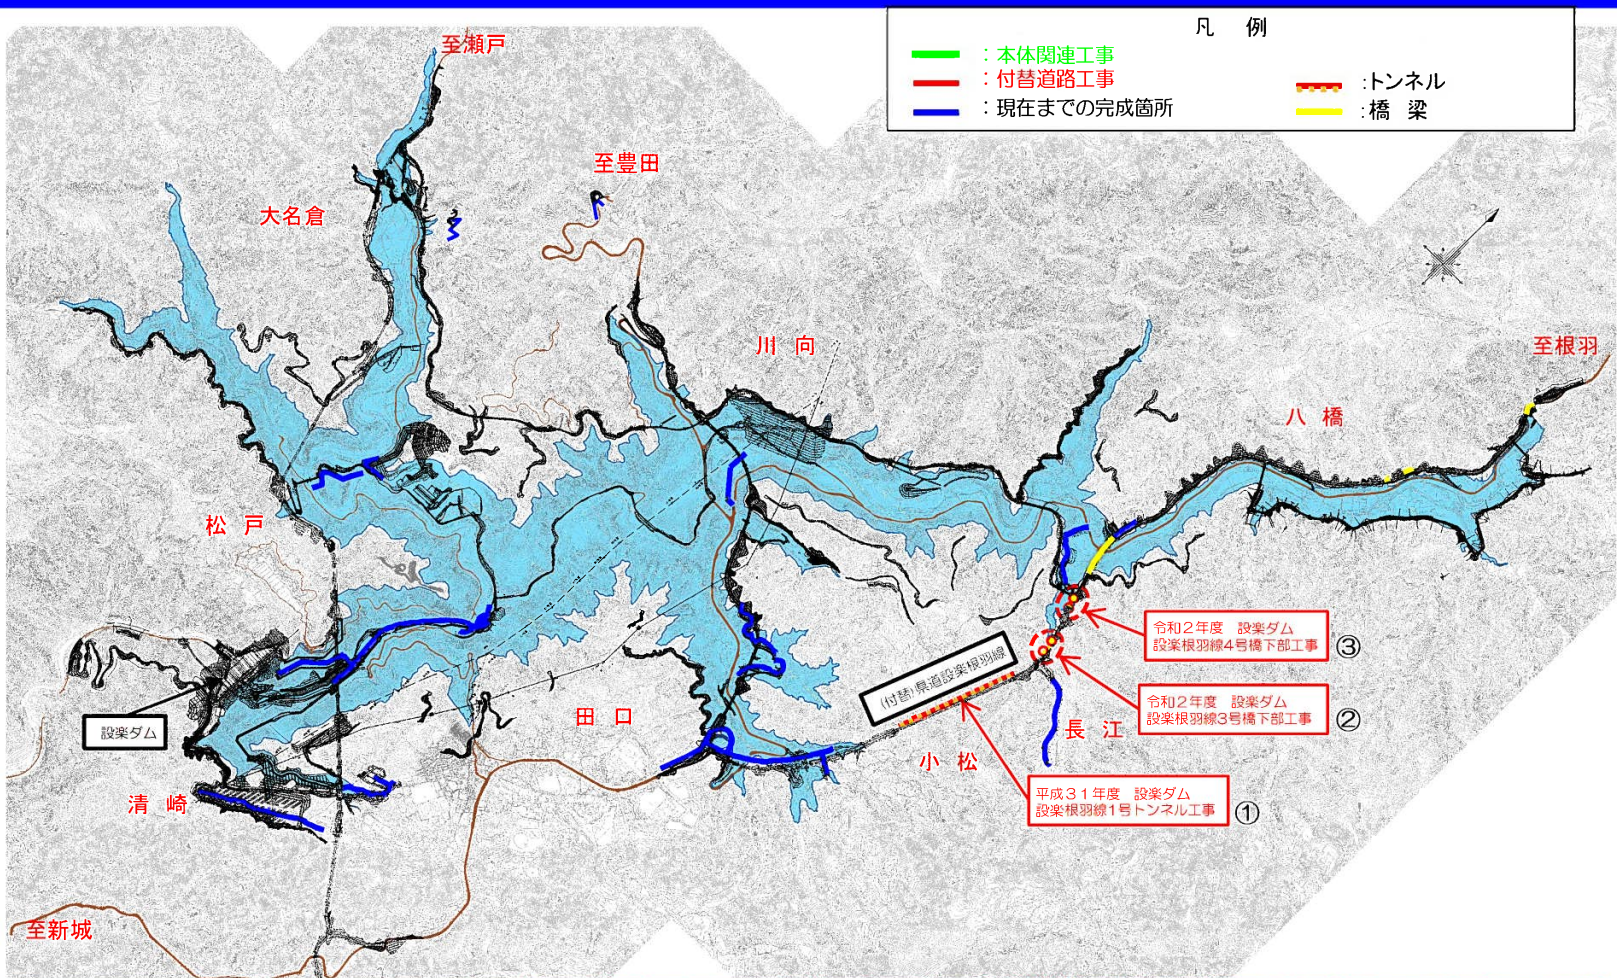 凡 例
：本体関連工事
：付替道路工事
：現在までの完成箇所
:トンネル
:橋 梁
至瀬戸
至豊田
大名倉
川 向
至根羽
八 橋
松 戸
令和２年度 設楽ダム
設楽根羽線４号橋下部工事
③
(付替)県道設楽根羽線
令和２年度 設楽ダム
設楽根羽線３号橋下部工事
②
設楽ダム
田 口
長 江
小 松
平成３１年度 設楽ダム
設楽根羽線１号トンネル工事
①
清 崎
至新城